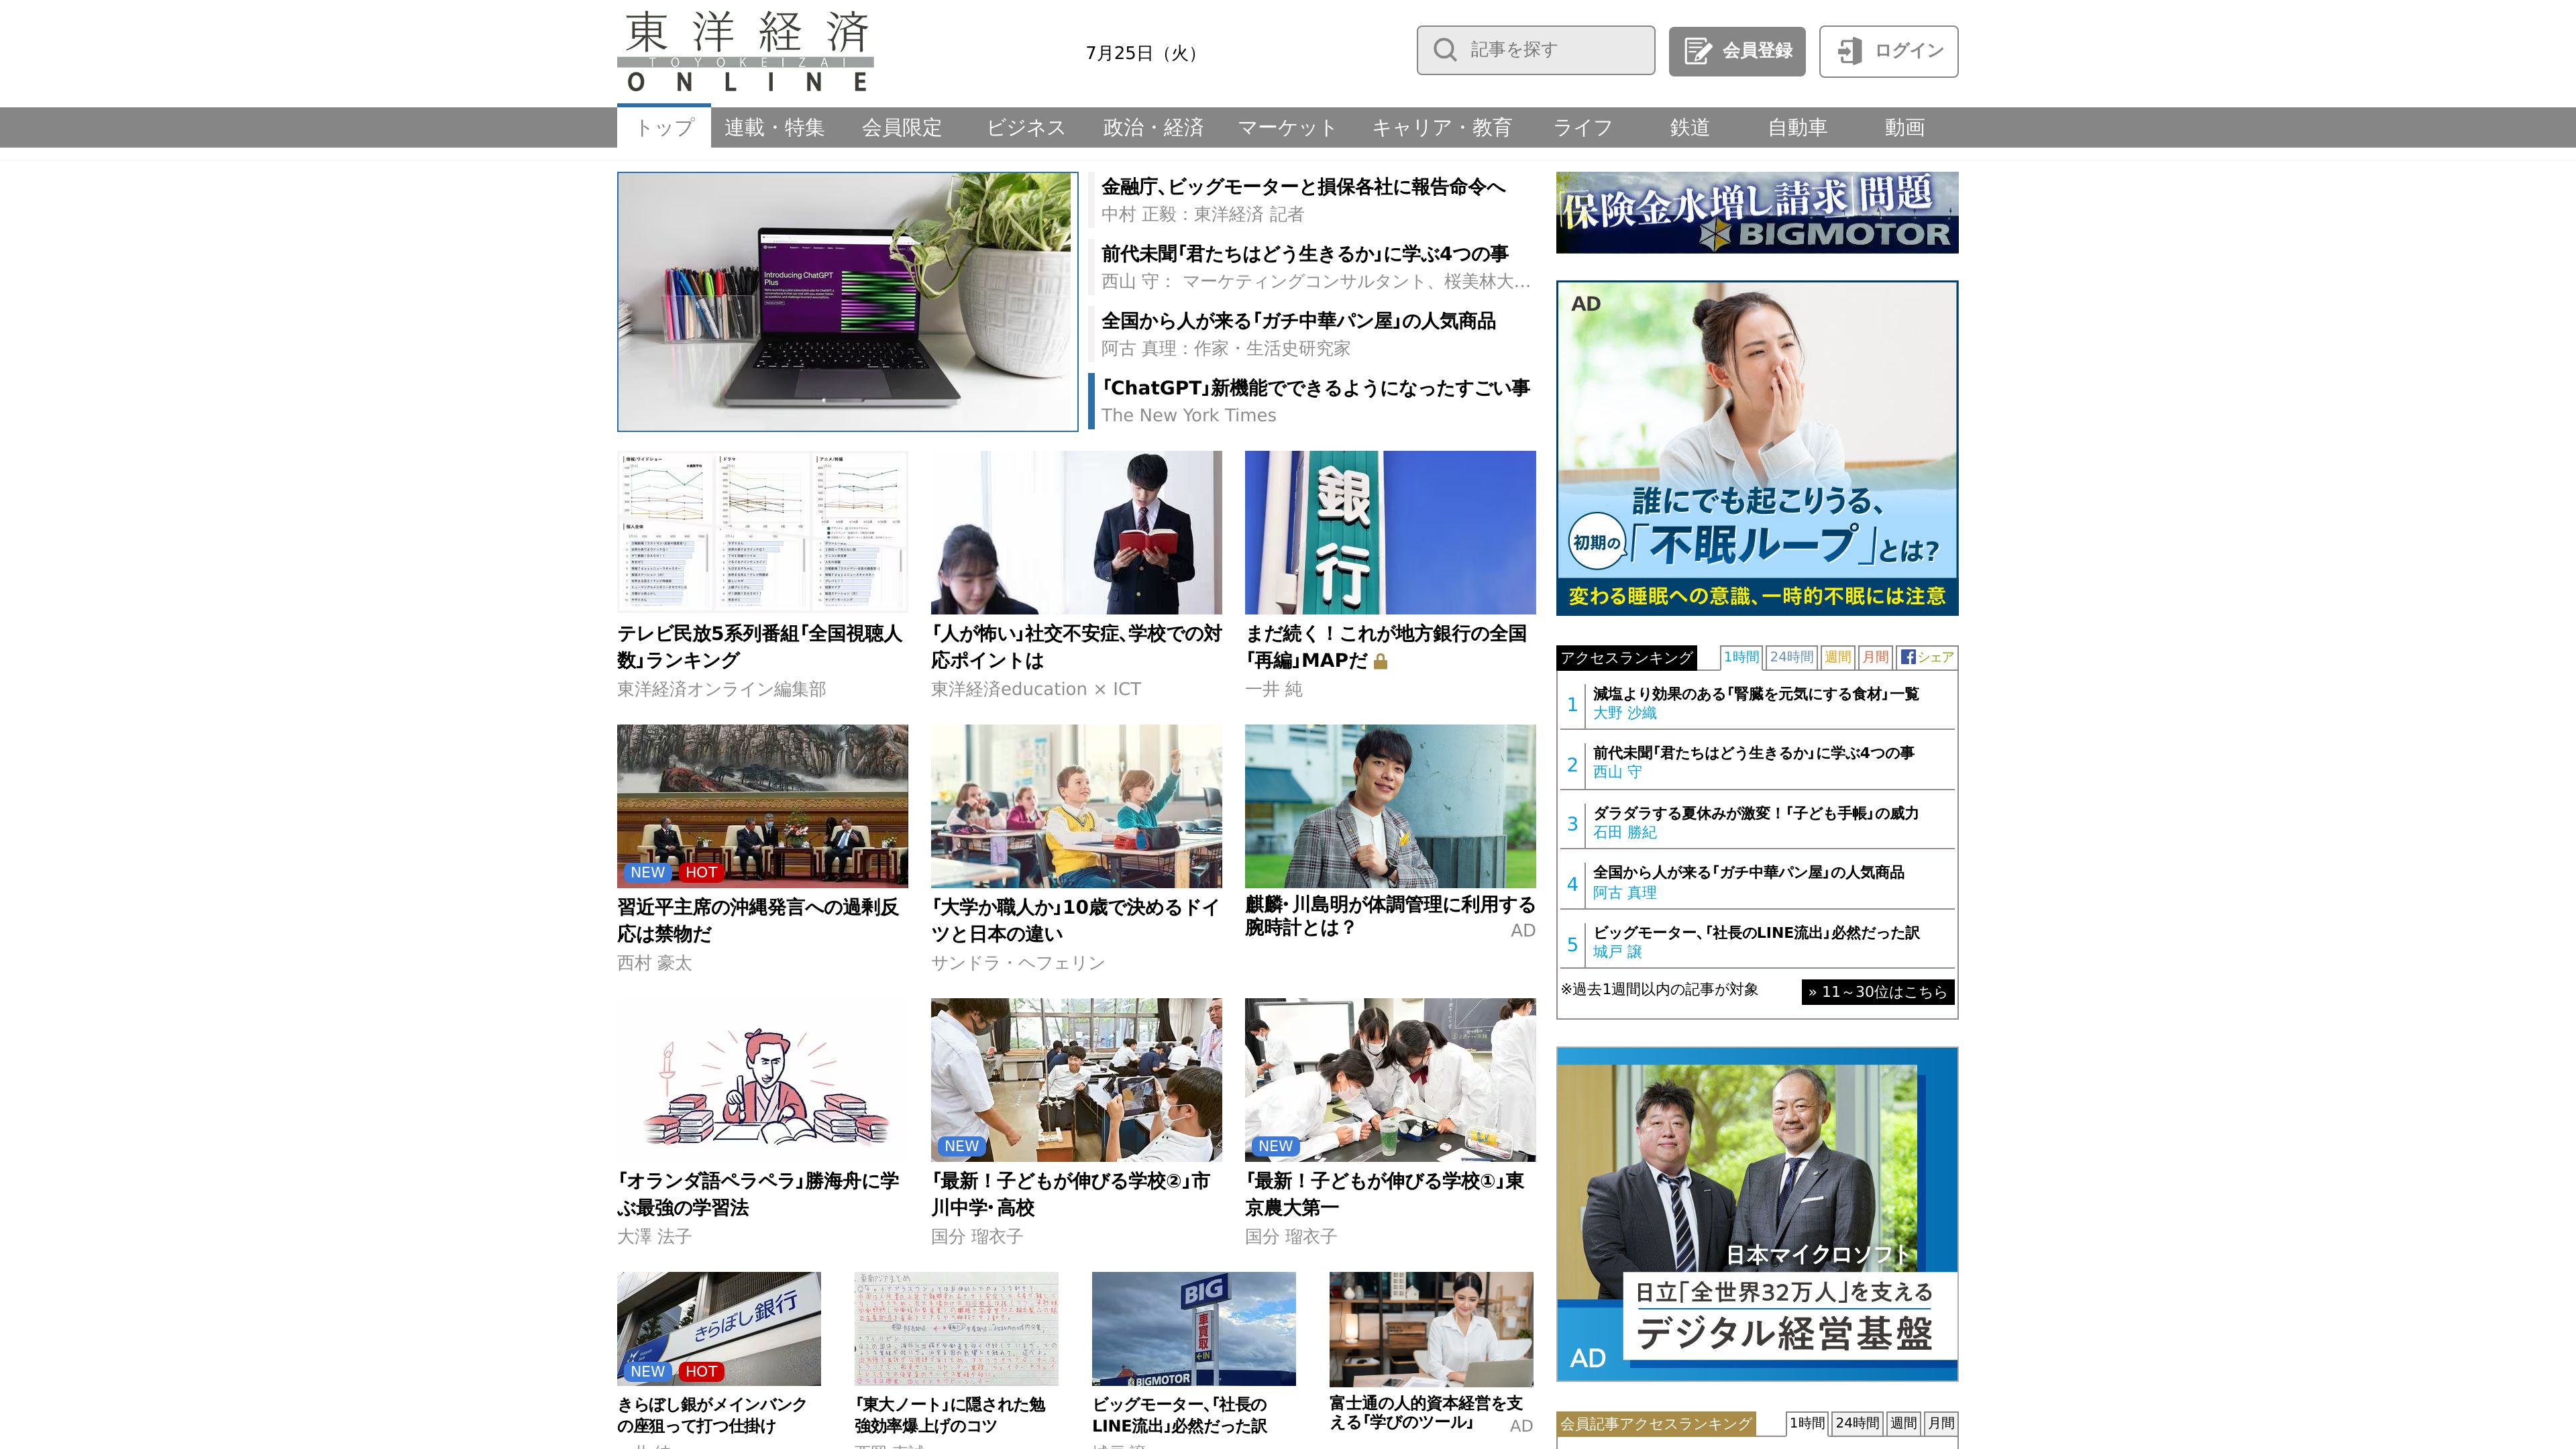 東洋経済
TOYOKEIZAI
ONLINE
7月25日（火）
記事を探す
会員登録
ログイン
トップ
連載・特集
会員限定
ビジネス
政治・経済
マーケット
キャリア・教育
ライフ
鉄道
自動車
動画
Introducing ChatGPT
Plus
金融庁､ビッグモーターと損保各社に報告命令へ
中村 正毅 : 東洋経済 記者
前代未聞｢君たちはどう生きるか｣に学ぶ4つの事
西山 守 : マーケティングコンサルタント、桜美林大…
全国から人が来る｢ガチ中華パン屋｣の人気商品
阿古 真理 : 作家・生活史研究家
｢ChatGPT｣新機能でできるようになったすごい事
The New York Times
保険金水増し請求 問題
BIGMOTOR
AD
誰にでも起こりうる、
初期の「不眠ループ」とは?
変わる睡眠への意識、一時的不眠には注意
情報/ワイドショー
ドラマ
アニメ/特撮
個人全体
銀行
テレビ民放5系列番組｢全国視聴人
数｣ランキング
東洋経済オンライン編集部
｢人が怖い｣社交不安症､学校での対
応ポイントは
東洋経済education × ICT
まだ続く！これが地方銀行の全国
｢再編｣MAPだ
一井 純
NEW
HOT
習近平主席の沖縄発言への過剰反
応は禁物だ
西村 豪太
｢大学か職人か｣10歳で決めるドイ
ツと日本の違い
サンドラ・ヘフェリン
麒麟･川島明が体調管理に利用する
腕時計とは？
AD
アクセスランキング
1時間
24時間
週間
月間
シェア
1
減塩より効果のある｢腎臓を元気にする食材｣一覧
大野 沙織
2
前代未聞｢君たちはどう生きるか｣に学ぶ4つの事
西山 守
3
ダラダラする夏休みが激変！｢子ども手帳｣の威力
石田 勝紀
4
全国から人が来る｢ガチ中華パン屋｣の人気商品
阿古 真理
5
ビッグモーター､｢社長のLINE流出｣必然だった訳
城戸 譲
※過去1週間以内の記事が対象
» 11～30位はこちら
｢オランダ語ペラペラ｣勝海舟に学
ぶ最強の学習法
大澤 法子
NEW
｢最新！子どもが伸びる学校②｣市
川中学･高校
国分 瑠衣子
NEW
｢最新！子どもが伸びる学校①｣東
京農大第一
国分 瑠衣子
日本マイクロソフト
日立「全世界32万人」を支える
デジタル経営基盤
AD
きらぼし銀行
NEW
HOT
きらぼし銀がメインバンク
の座狙って打つ仕掛け
｢東大ノート｣に隠された勉
強効率爆上げのコツ
BIG
車買取
IN
BIGMOTOR
ビッグモーター､｢社長の
LINE流出｣必然だった訳
富士通の人的資本経営を支
える｢学びのツール｣
AD
会員記事アクセスランキング
1時間
24時間
週間
月間